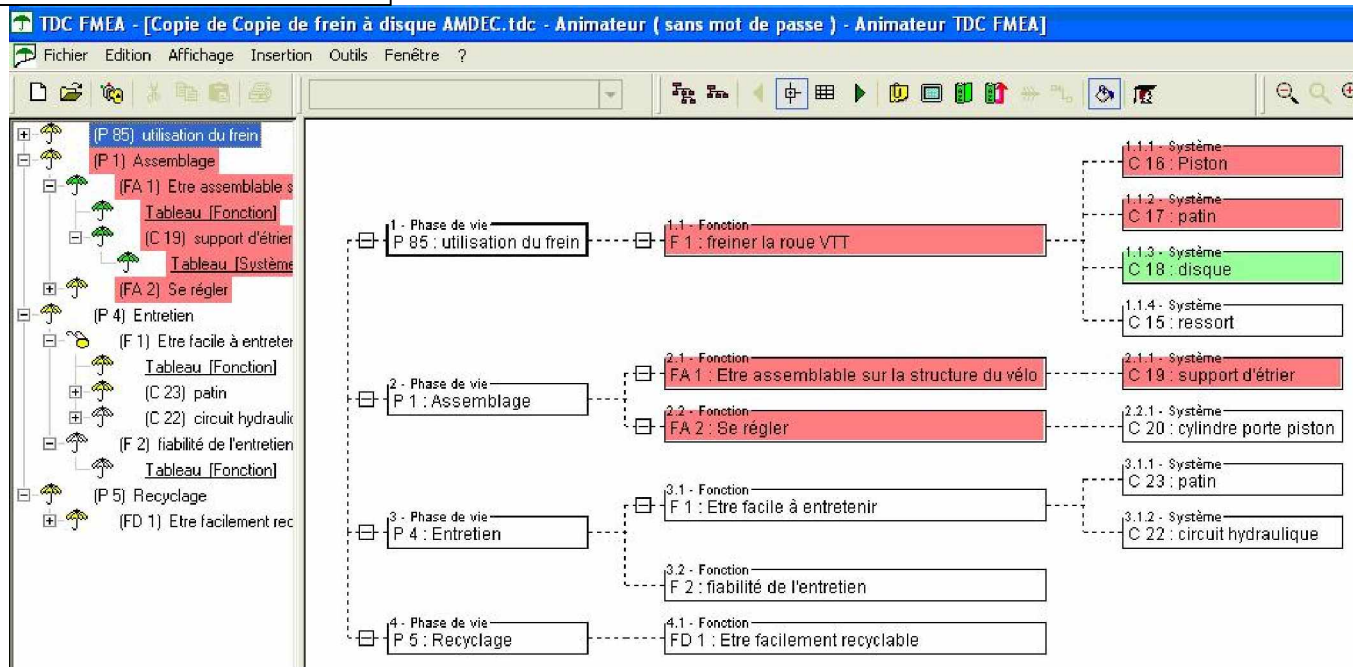 TDC FMEA - [Copie de Copie de frein à disque AMDEC.tdc - Animateur ( sans mot de passe ) - Animateur TDC FMEA]
Fichier Edition Affichage Insertion Outils Fenêtre ?
(P 85) utilisation du frein
(P 1) Assemblage
(FA 1) Etre assemblable s
Tableau [Fonction]
(C 19) support d'étrier
Tableau [Système
(FA 2) Se régler
(P 4) Entretien
(F 1) Etre facile à entreter
Tableau [Fonction]
(C 23) patin
(C 22) circuit hydraulic
(F 2) fiabilité de l'entretien
Tableau [Fonction]
(P 5) Recyclage
(FD 1) Etre facilement rec
1 - Phase de vie
P 85 : utilisation du frein
1.1 - Fonction
F 1 : freiner la roue VTT
1.1.1 - Système
C 16 : Piston
1.1.2 - Système
C 17 : patin
1.1.3 - Système
C 18 : disque
1.1.4 - Système
C 15 : ressort
2 - Phase de vie
P 1 : Assemblage
2.1 - Fonction
FA 1 : Etre assemblable sur la structure du vélo
2.1.1 - Système
C 19 : support d'étrier
2.2 - Fonction
FA 2 : Se régler
2.2.1 - Système
C 20 : cylindre porte piston
3 - Phase de vie
P 4 : Entretien
3.1 - Fonction
F 1 : Etre facile à entretenir
3.1.1 - Système
C 23 : patin
3.1.2 - Système
C 22 : circuit hydraulique
3.2 - Fonction
F 2 : fiabilité de l'entretien
4 - Phase de vie
P 5 : Recyclage
4.1 - Fonction
FD 1 : Etre facilement recyclable